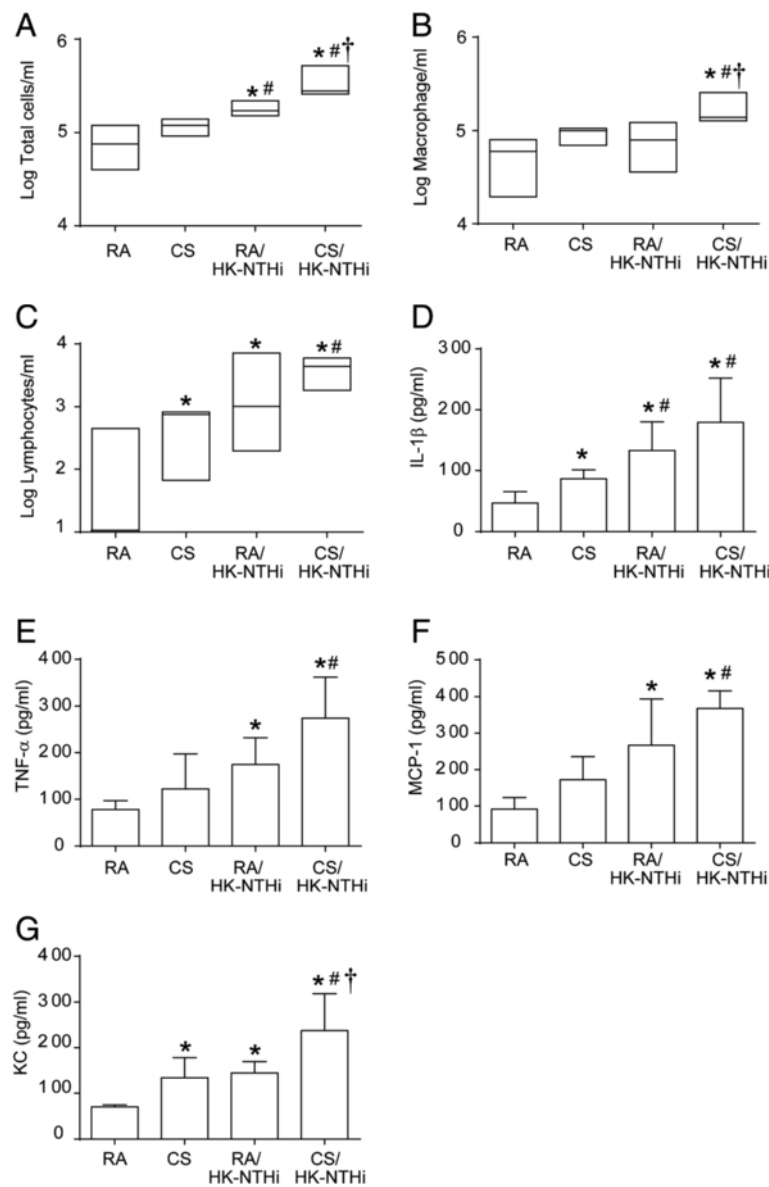 A
Log Total cells/ml
6
5
4
*#
*#†
RA
CS
RA/
HK-NTHi
CS/
HK-NTHi
B
Log Macrophage/ml
6
5
4
*#†
RA
CS
RA/
HK-NTHi
CS/
HK-NTHi
C
Log Lymphocytes/ml
4
3
2
1
*
*
*#
RA
CS
RA/
HK-NTHi
CS/
HK-NTHi
D
IL-1β (pg/ml)
300
200
100
0
*
*#
*#
RA
CS
RA/
HK-NTHi
CS/
HK-NTHi
E
TNF-α (pg/ml)
400
300
200
100
0
*
*#
RA
CS
RA/
HK-NTHi
CS/
HK-NTHi
F
MCP-1 (pg/ml)
500
400
300
200
100
0
*
*#
RA
CS
RA/
HK-NTHi
CS/
HK-NTHi
G
KC (pg/ml)
400
300
200
100
0
*
*
*#†
RA
CS
RA/
HK-NTHi
CS/
HK-NTHi